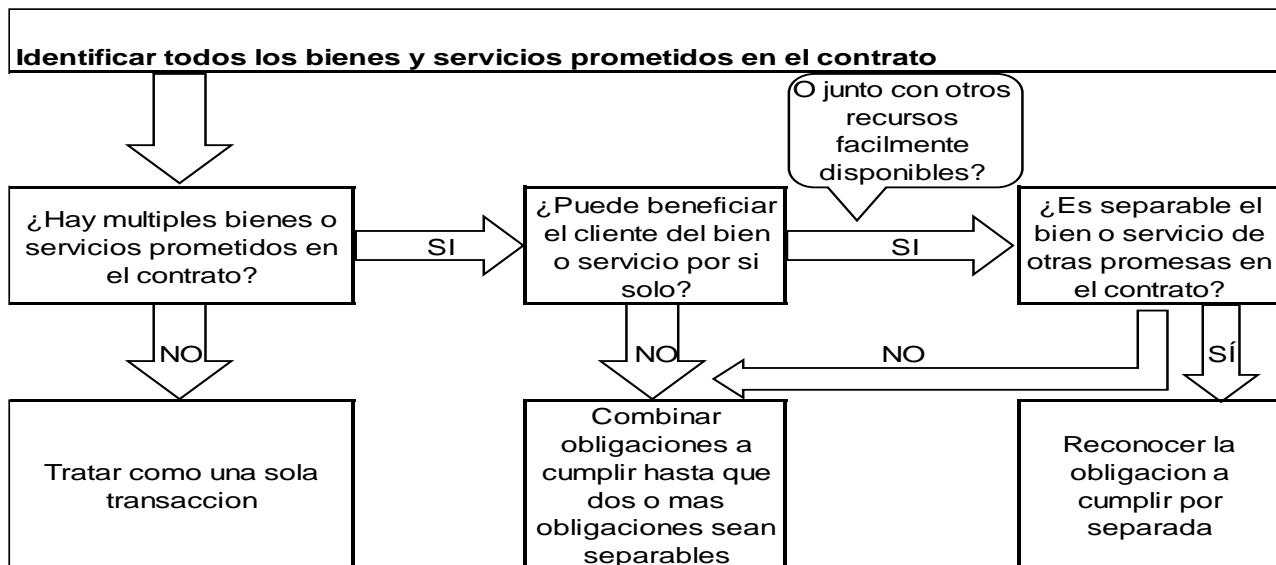 Identificar todos los bienes y servicios prometidos en el contrato
O junto con otros
recursos
facilmente
disponibles?
¿Hay multiples bienes o
servicios prometidos en
el contrato?
SI
¿Puede beneficiar
el cliente del bien
o servicio por si
solo?
SI
¿Es separable el
bien o servicio de
otras promesas en
el contrato?
NO
NO
NO
SÍ
Tratar como una sola
transaccion
Combinar
obligaciones a
cumplir hasta que
dos o mas
obligaciones sean
separables
Reconocer la
obligacion a
cumplir por
separada